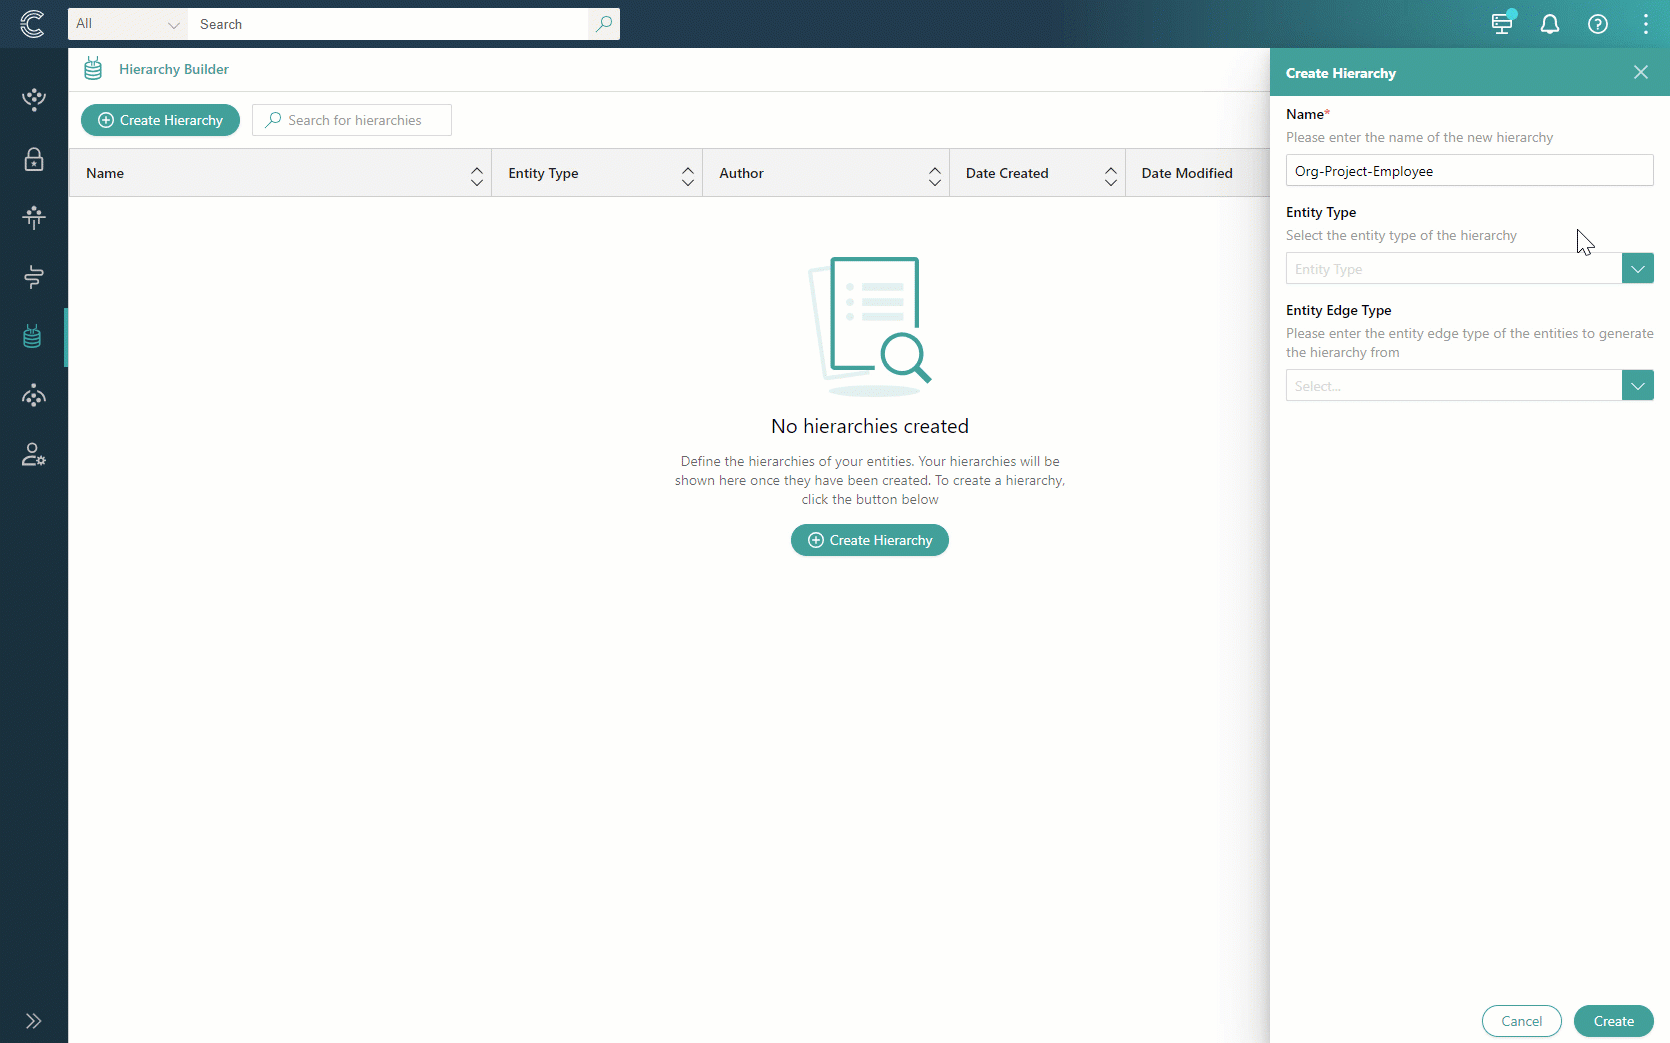 All
Search
Hierarchy Builder
Create Hierarchy
Search for hierarchies
Name
Entity Type
Author
Date Created
Date Modified
No hierarchies created
Define the hierarchies of your entities. Your hierarchies will be
shown here once they have been created. To create a hierarchy,
click the button below
Create Hierarchy
Create Hierarchy
Name*
Please enter the name of the new hierarchy
Org-Project-Employee
Entity Type
Select the entity type of the hierarchy
Entity Type
Entity Edge Type
Please enter the entity edge type of the entities to generate
the hierarchy from
Select...
Cancel
Create